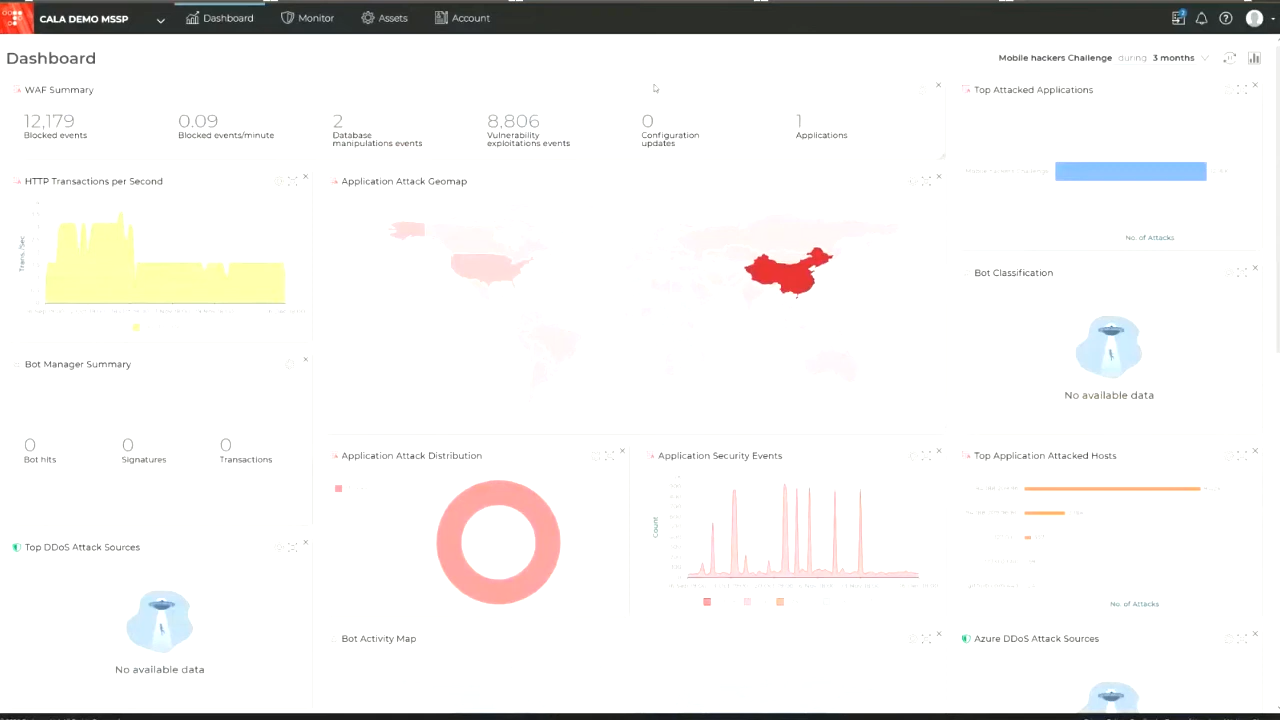 CALA DEMO MSSP
Dashboard
Monitor
Assets
Account
Dashboard
Mobile hackers Challenge during 3 months
WAF Summary
12,179
Blocked events
0.09
Blocked events/minute
2
Database
manipulations events
8,806
Vulnerability
exploitations events
0
Configuration
updates
1
Applications
Top Attacked Applications
No. of Attacks
HTTP Transactions per Second
Trans./Sec
Application Attack Geomap
Bot Classification
No available data
Bot Manager Summary
0
Bot hits
0
Signatures
0
Transactions
Application Attack Distribution
Application Security Events
Count
Top Application Attacked Hosts
No. of Attacks
Top DDoS Attack Sources
No available data
Bot Activity Map
Azure DDoS Attack Sources